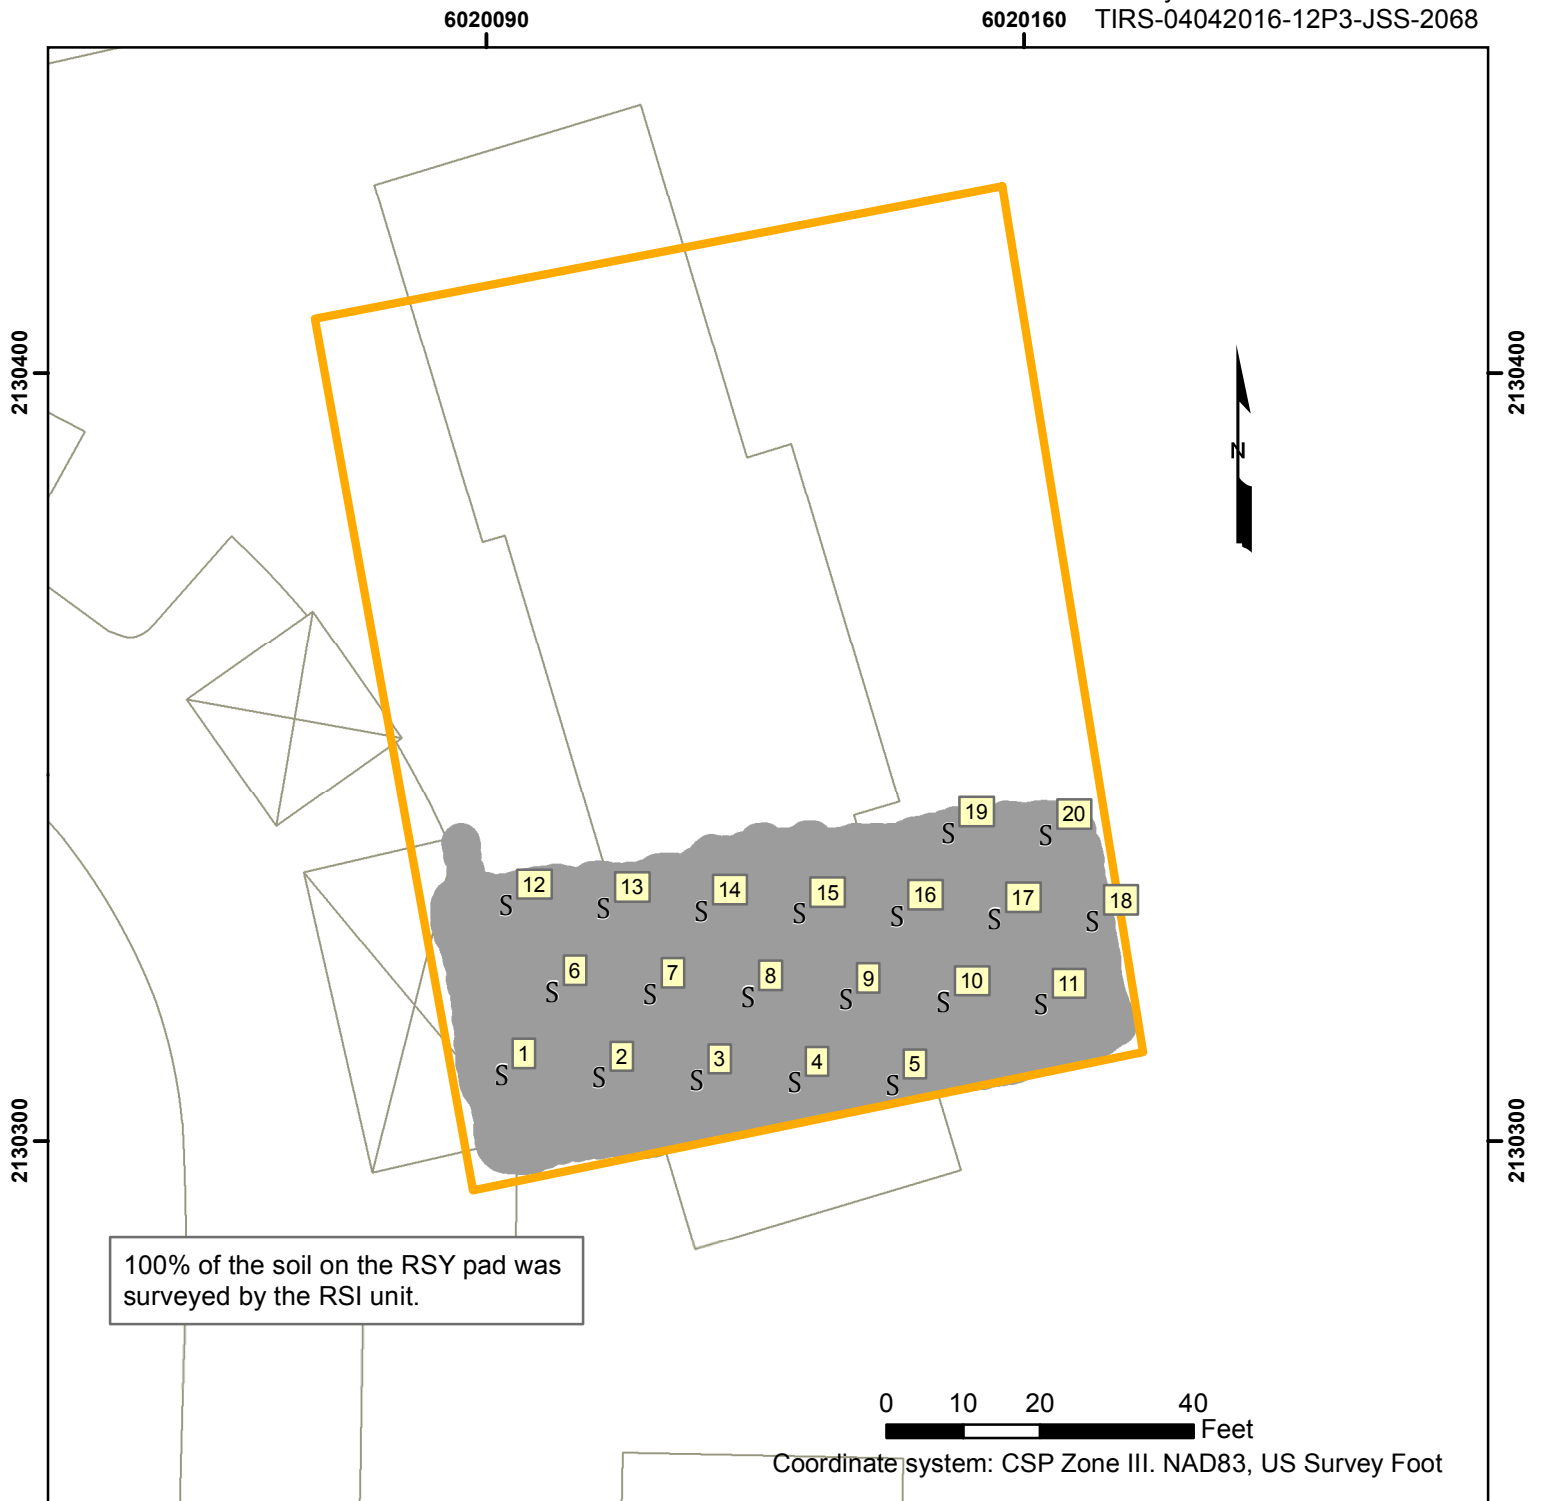 6020090
6020160
TIRS-04042016-12P3-JSS-2068
2130400
2130400
N
19
20
S
S
12
13
14
15
16
17
18
S
S
S
S
S
S
S
6
7
8
9
10
11
S
S
S
S
S
S
1
2
3
4
5
S
S
S
S
S
2130300
2130300
100% of the soil on the RSY pad was
surveyed by the RSI unit.
0 10 20 40
Feet
Coordinate system: CSP Zone III. NAD83, US Survey Foot